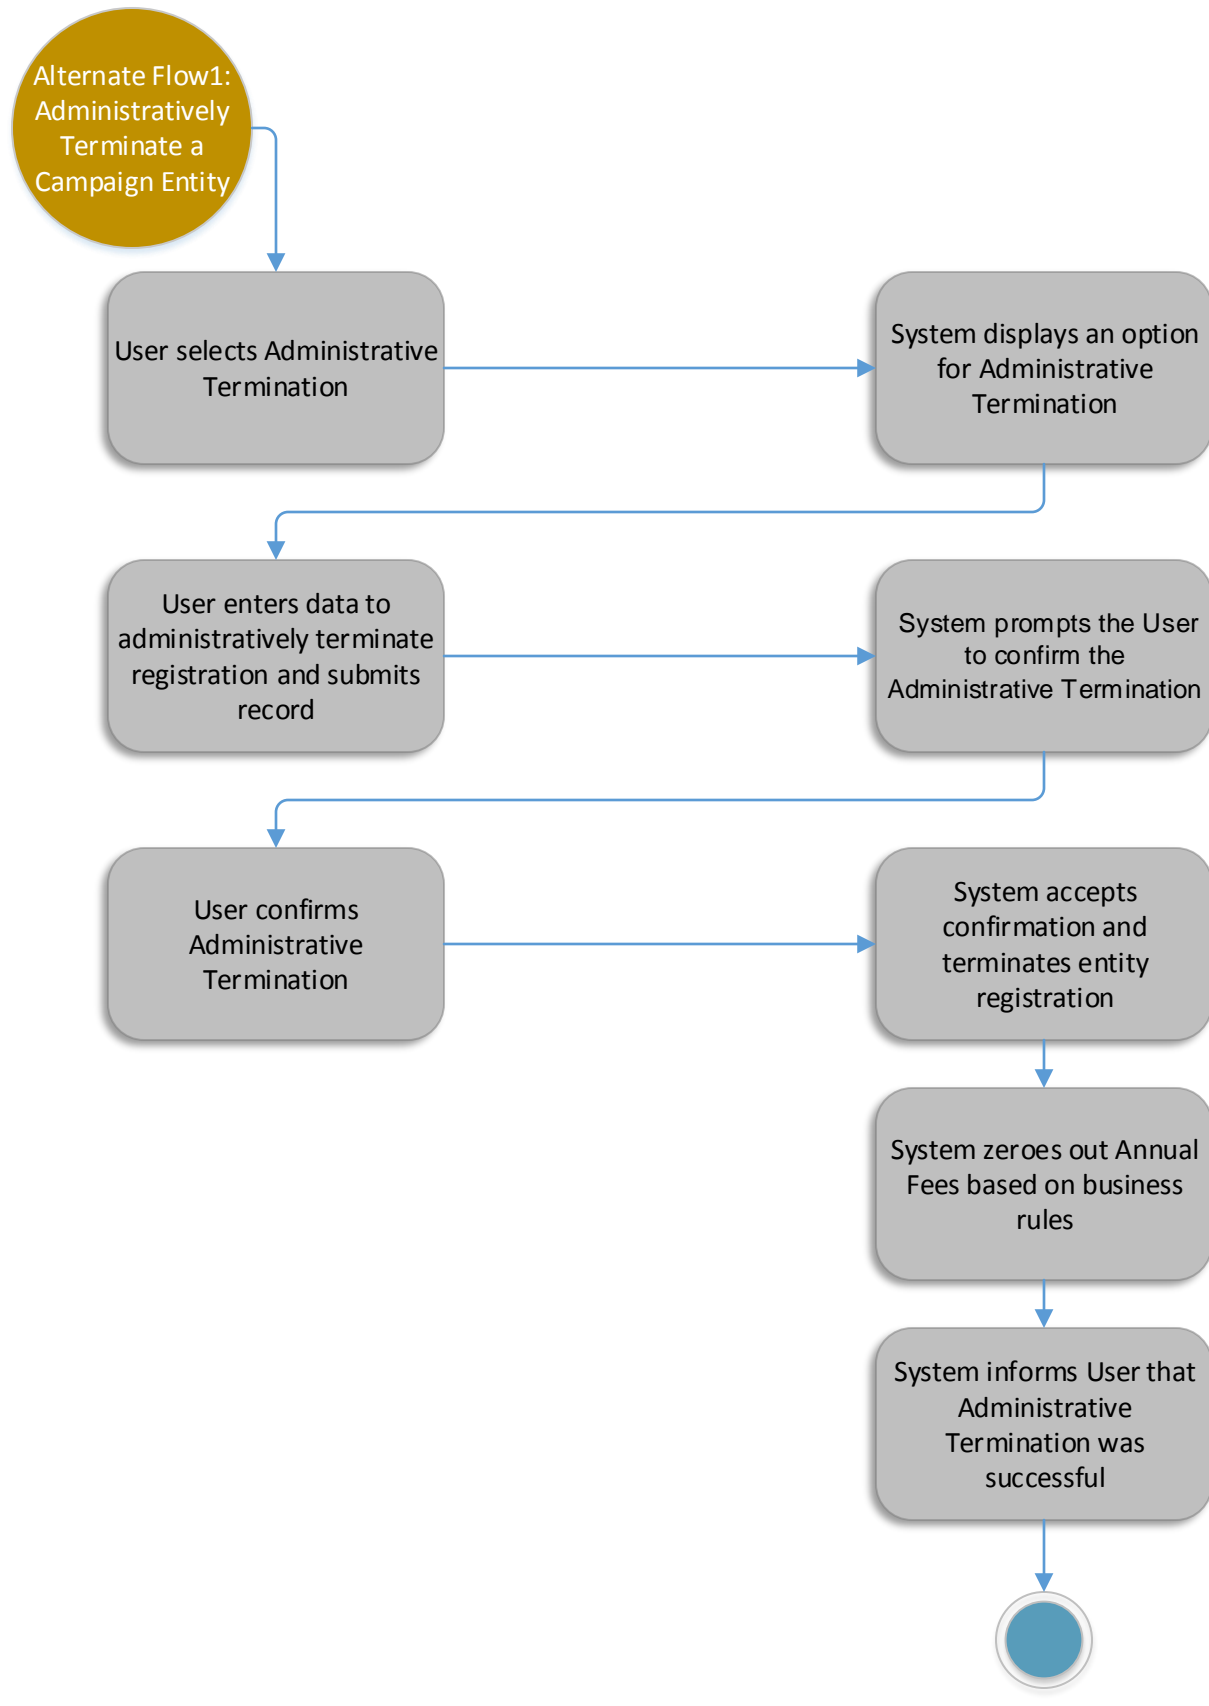 Alternate Flow1:
Administratively
Terminate a
Campaign Entity
User selects Administrative
Termination
System displays an option
for Administrative
Termination
User enters data to
administratively terminate
registration and submits
record
System prompts the User
to confirm the
Administrative Termination
User confirms
Administrative
Termination
System accepts
confirmation and
terminates entity
registration
System zeroes out Annual
Fees based on business
rules
System informs User that
Administrative
Termination was
successful